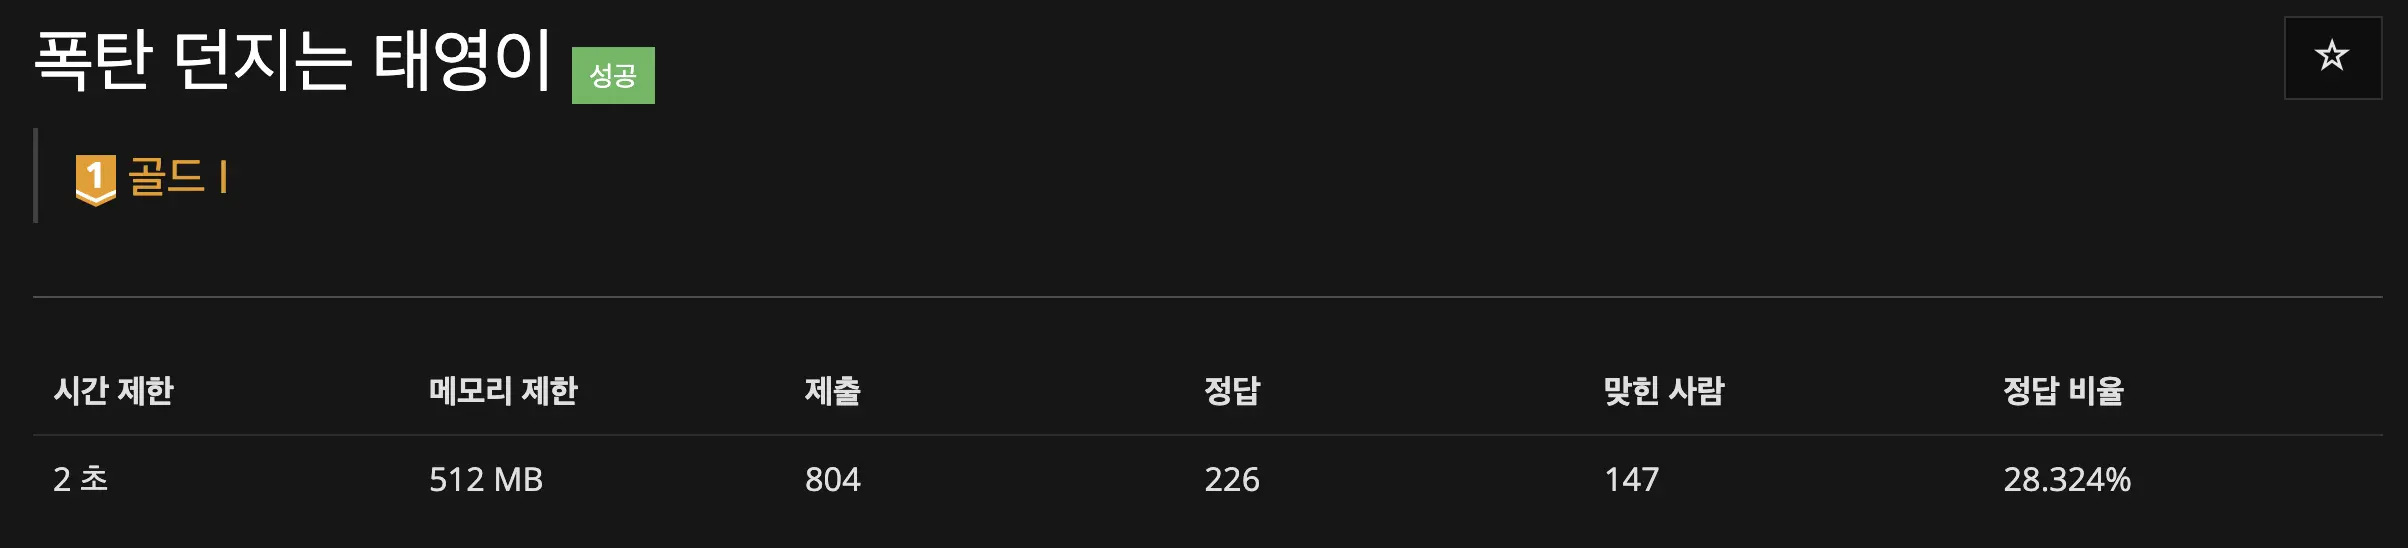 폭탄 던지는 태영이 성공
1 골드 I
시간 제한 메모리 제한 제출 정답 맞힌 사람 정답 비율
2 초 512 MB 804 226 147 28.324%